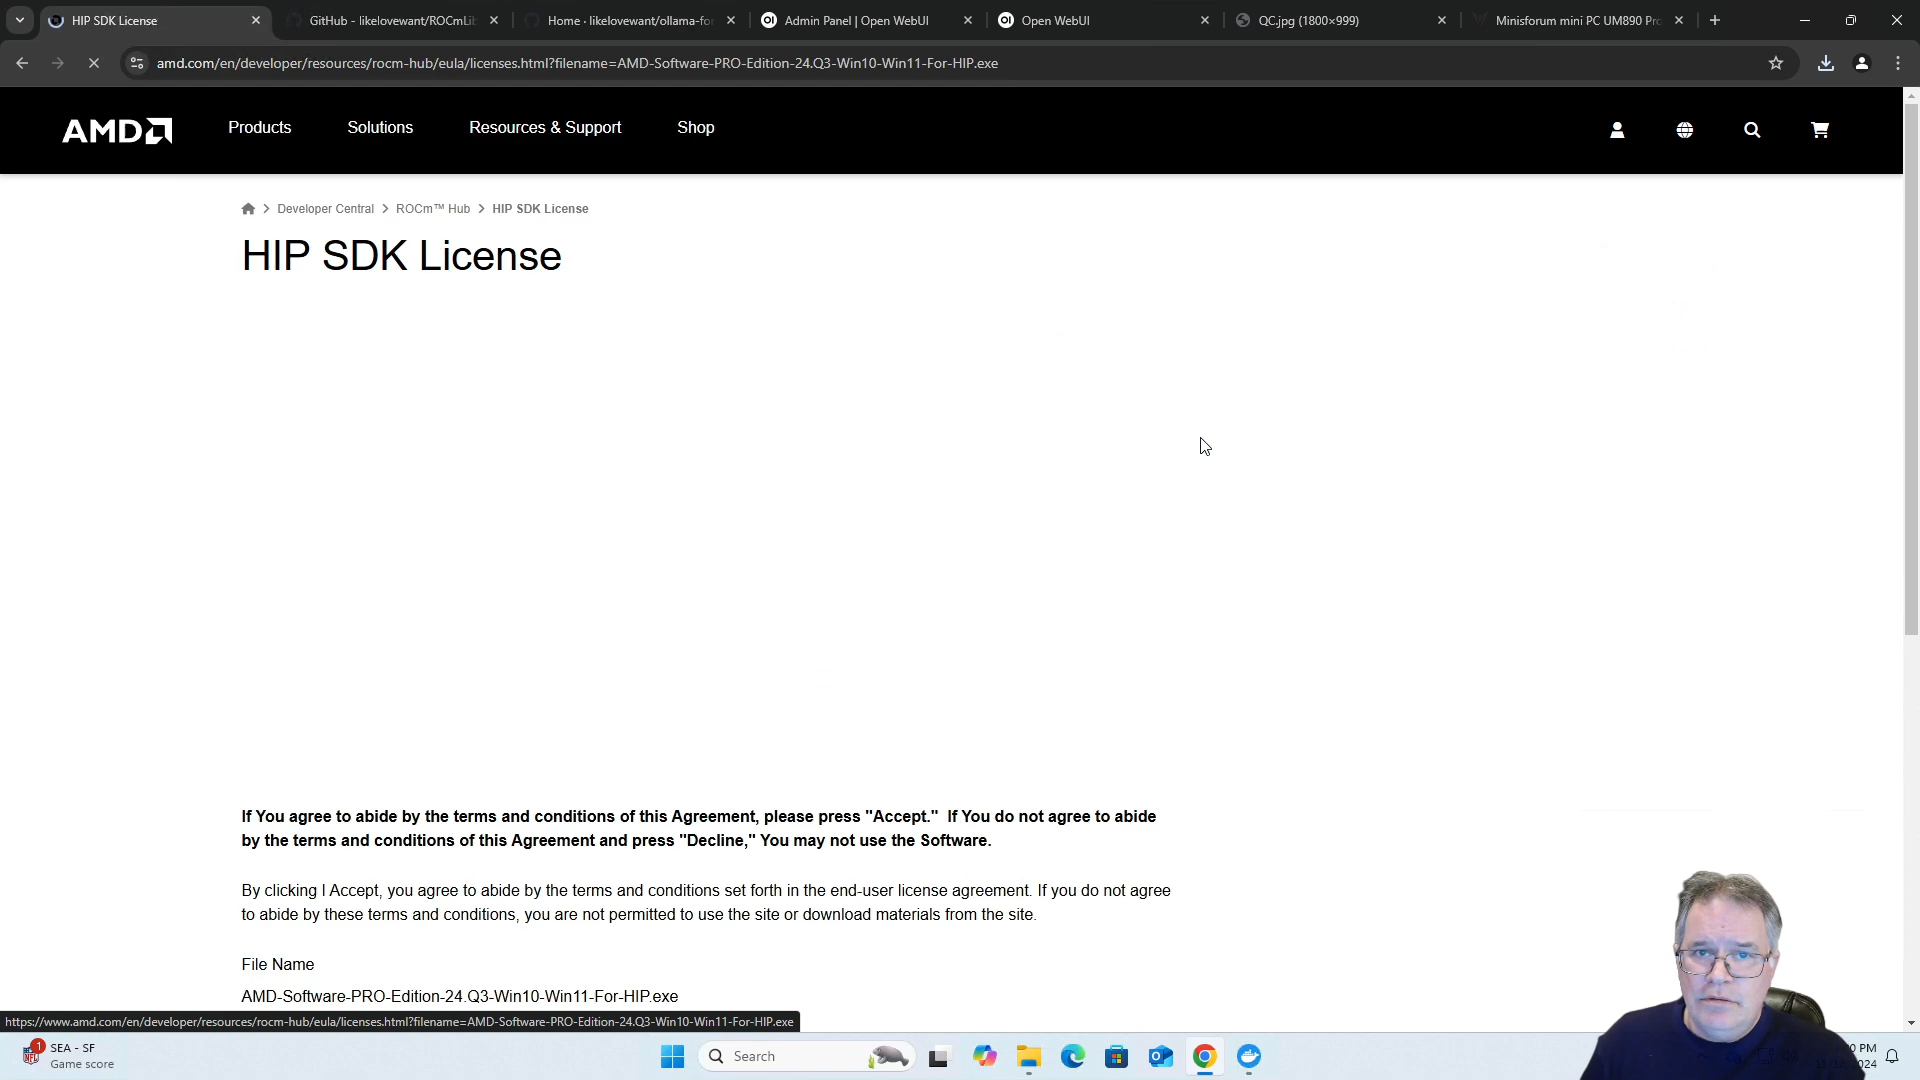 HIP SDK License
GitHub - likelovewant/ROCmLib
Home · likelovewant/ollama-for
Admin Panel | Open WebUI
Open WebUI
QC.jpg (1800×999)
Minisforum mini PC UM890 Pro
amd.com/en/developer/resources/rocm-hub/eula/licenses.html?filename=AMD-Software-PRO-Edition-24.Q3-Win10-Win11-For-HIP.exe
AMD
Products
Solutions
Resources & Support
Shop
Developer Central > ROCm™ Hub > HIP SDK License
HIP SDK License
If You agree to abide by the terms and conditions of this Agreement, please press "Accept."  If You do not agree to abide
by the terms and conditions of this Agreement and press "Decline," You may not use the Software.
By clicking I Accept, you agree to abide by the terms and conditions set forth in the end-user license agreement. If you do not agree
to abide by these terms and conditions, you are not permitted to use the site or download materials from the site.
File Name
AMD-Software-PRO-Edition-24.Q3-Win10-Win11-For-HIP.exe
https://www.amd.com/en/developer/resources/rocm-hub/eula/licenses.html?filename=AMD-Software-PRO-Edition-24.Q3-Win10-Win11-For-HIP.exe
1
SEA - SF
Game score
Search
PM